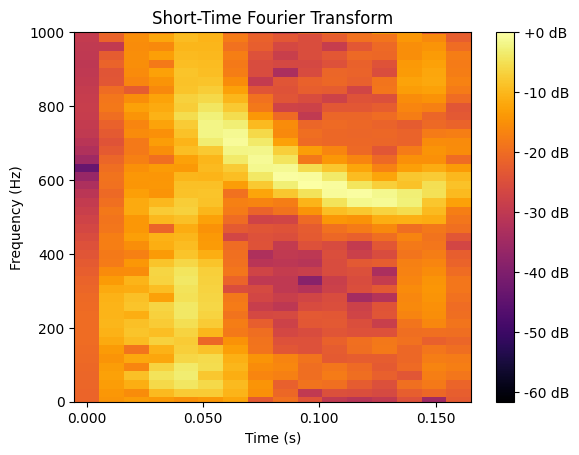 Short-Time Fourier Transform
1000
800
600
400
200
0
Frequency (Hz)
0.000
0.050
0.100
0.150
Time (s)
+0 dB
-10 dB
-20 dB
-30 dB
-40 dB
-50 dB
-60 dB